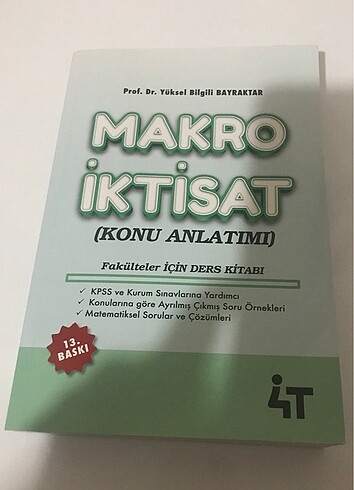 Prof. Dr. Yüksel Bilgili BAYRAKTAR
MAKRO
İKTİSAT
(KONU ANLATIMI)
Fakülteler İÇİN DERS KİTABI
✓ KPSS ve Kurum Sınavlarına Yardımcı
✓ Konularına göre Ayrılmış Çıkmış Soru Örnekleri
✓ Matematiksel Sorular ve Çözümleri
13.
BASKI
4T